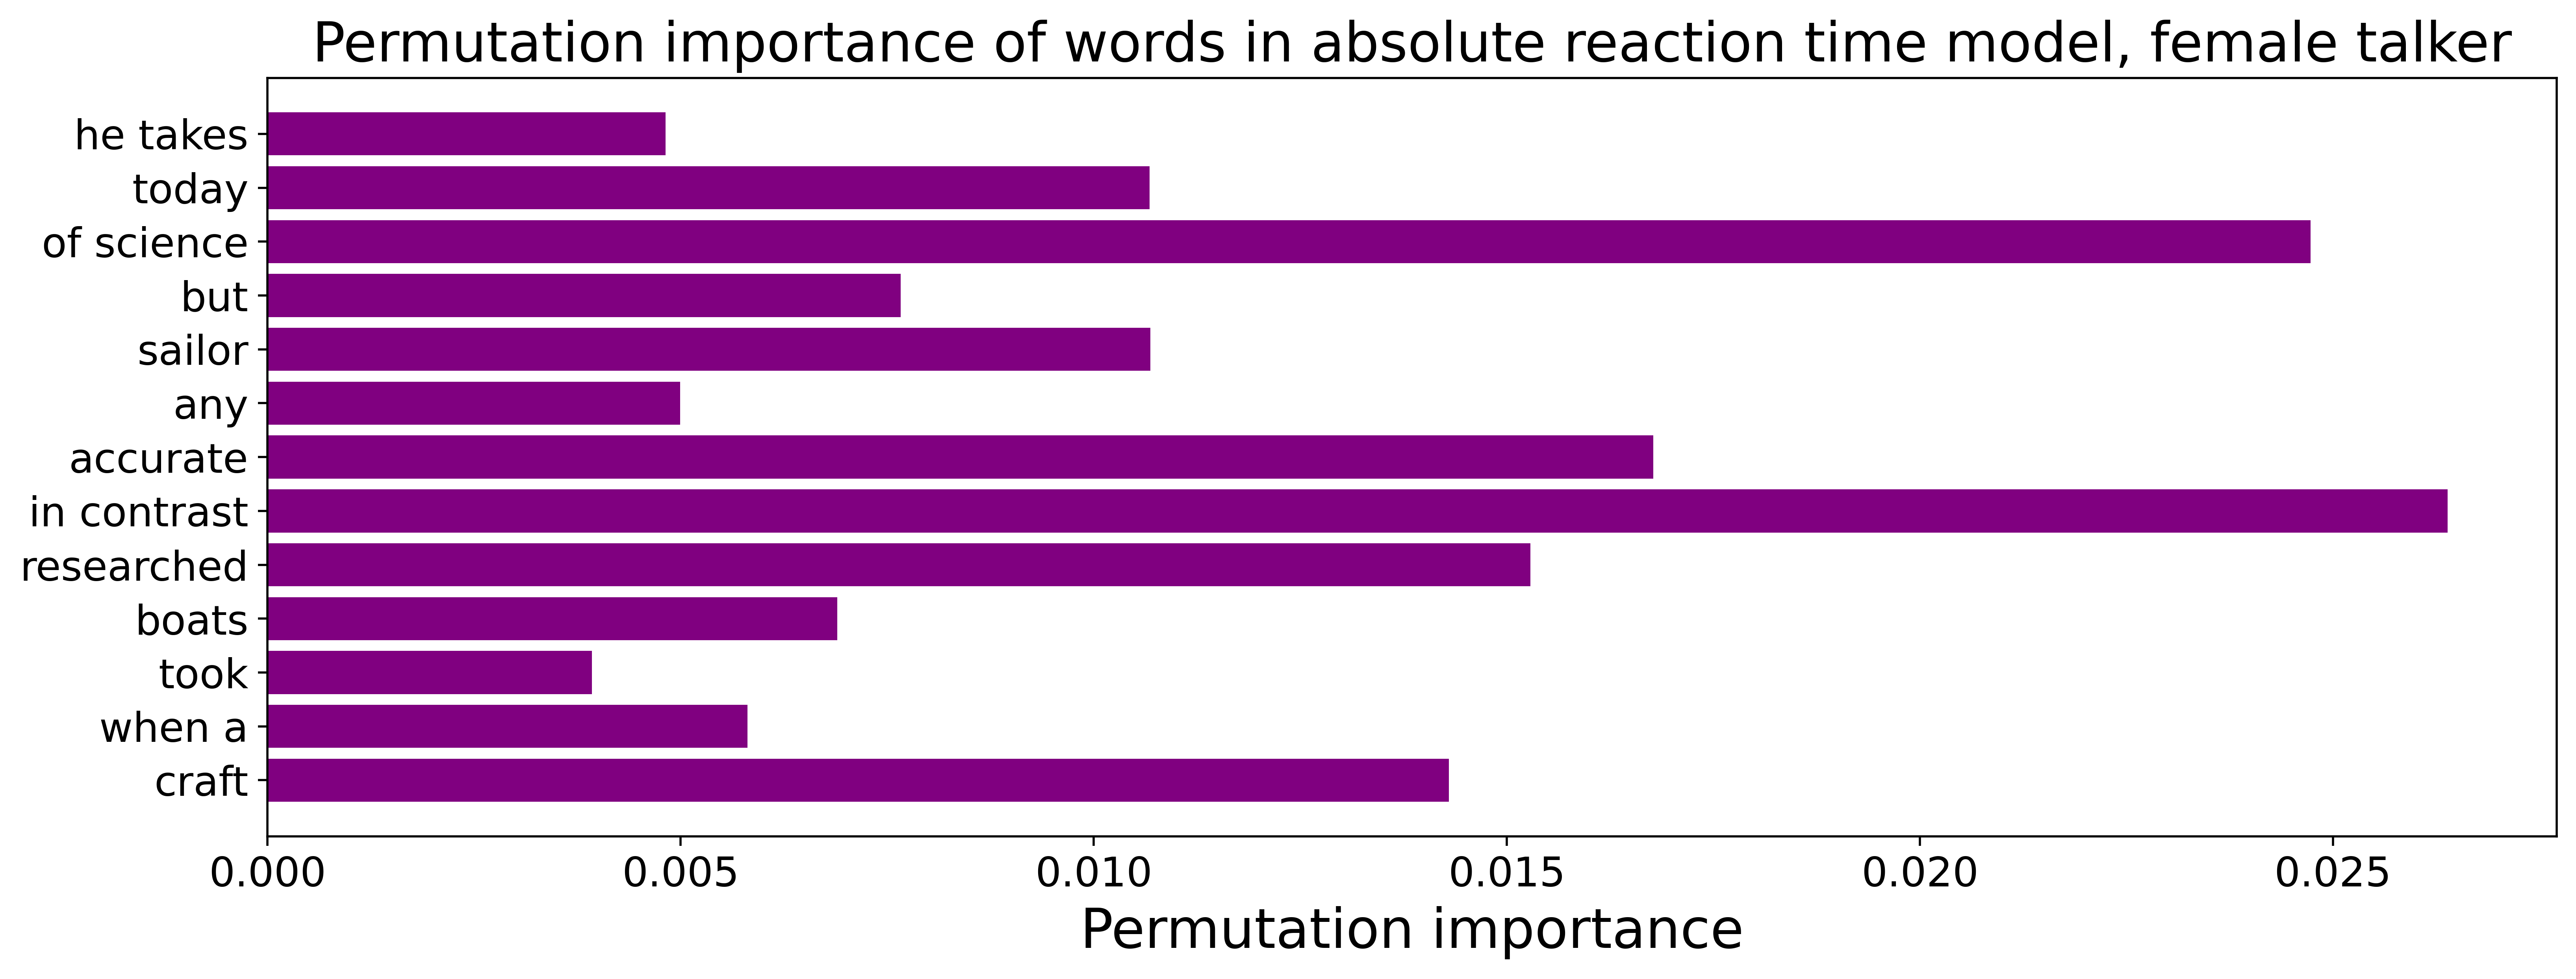 Permutation importance of words in absolute reaction time model, female talker
he takes
today
of science
but
sailor
any
accurate
in contrast
researched
boats
took
when a
craft
0.000 0.005 0.010 0.015 0.020 0.025
Permutation importance